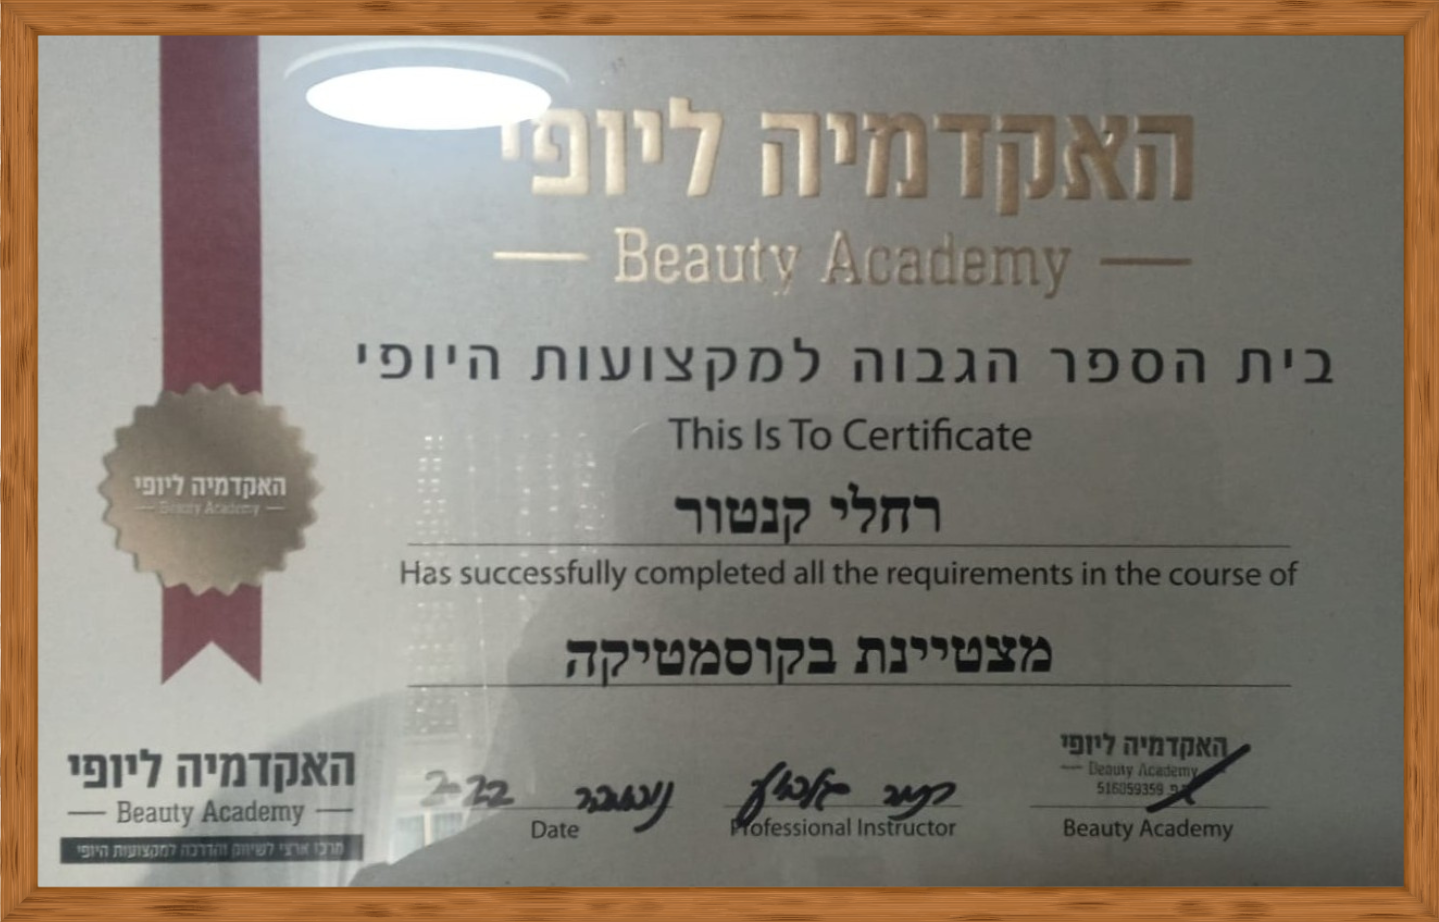 האקדמיה ליופי
Beauty Academy
בית הספר הגבוה למקצועות היופי
This Is To Certificate
רחלי קנטור
Has successfully completed all the requirements in the course of
מצטיינת בקוסמטיקה
האקדמיה ליופי
Beauty Academy
האקדמיה ליופי
Beauty Academy
מרכז ארצי לשיווק והדרכה למקצועות היופי
נובמבר 2022
Date
Professional Instructor
האקדמיה ליופי
Beauty Academy
516059359
Beauty Academy